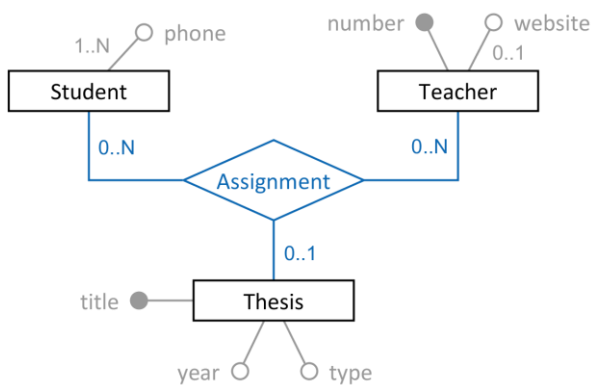 number
website
phone
1..N
0..1
Student
Teacher
0..N
0..N
Assignment
0..1
title
Thesis
year
type